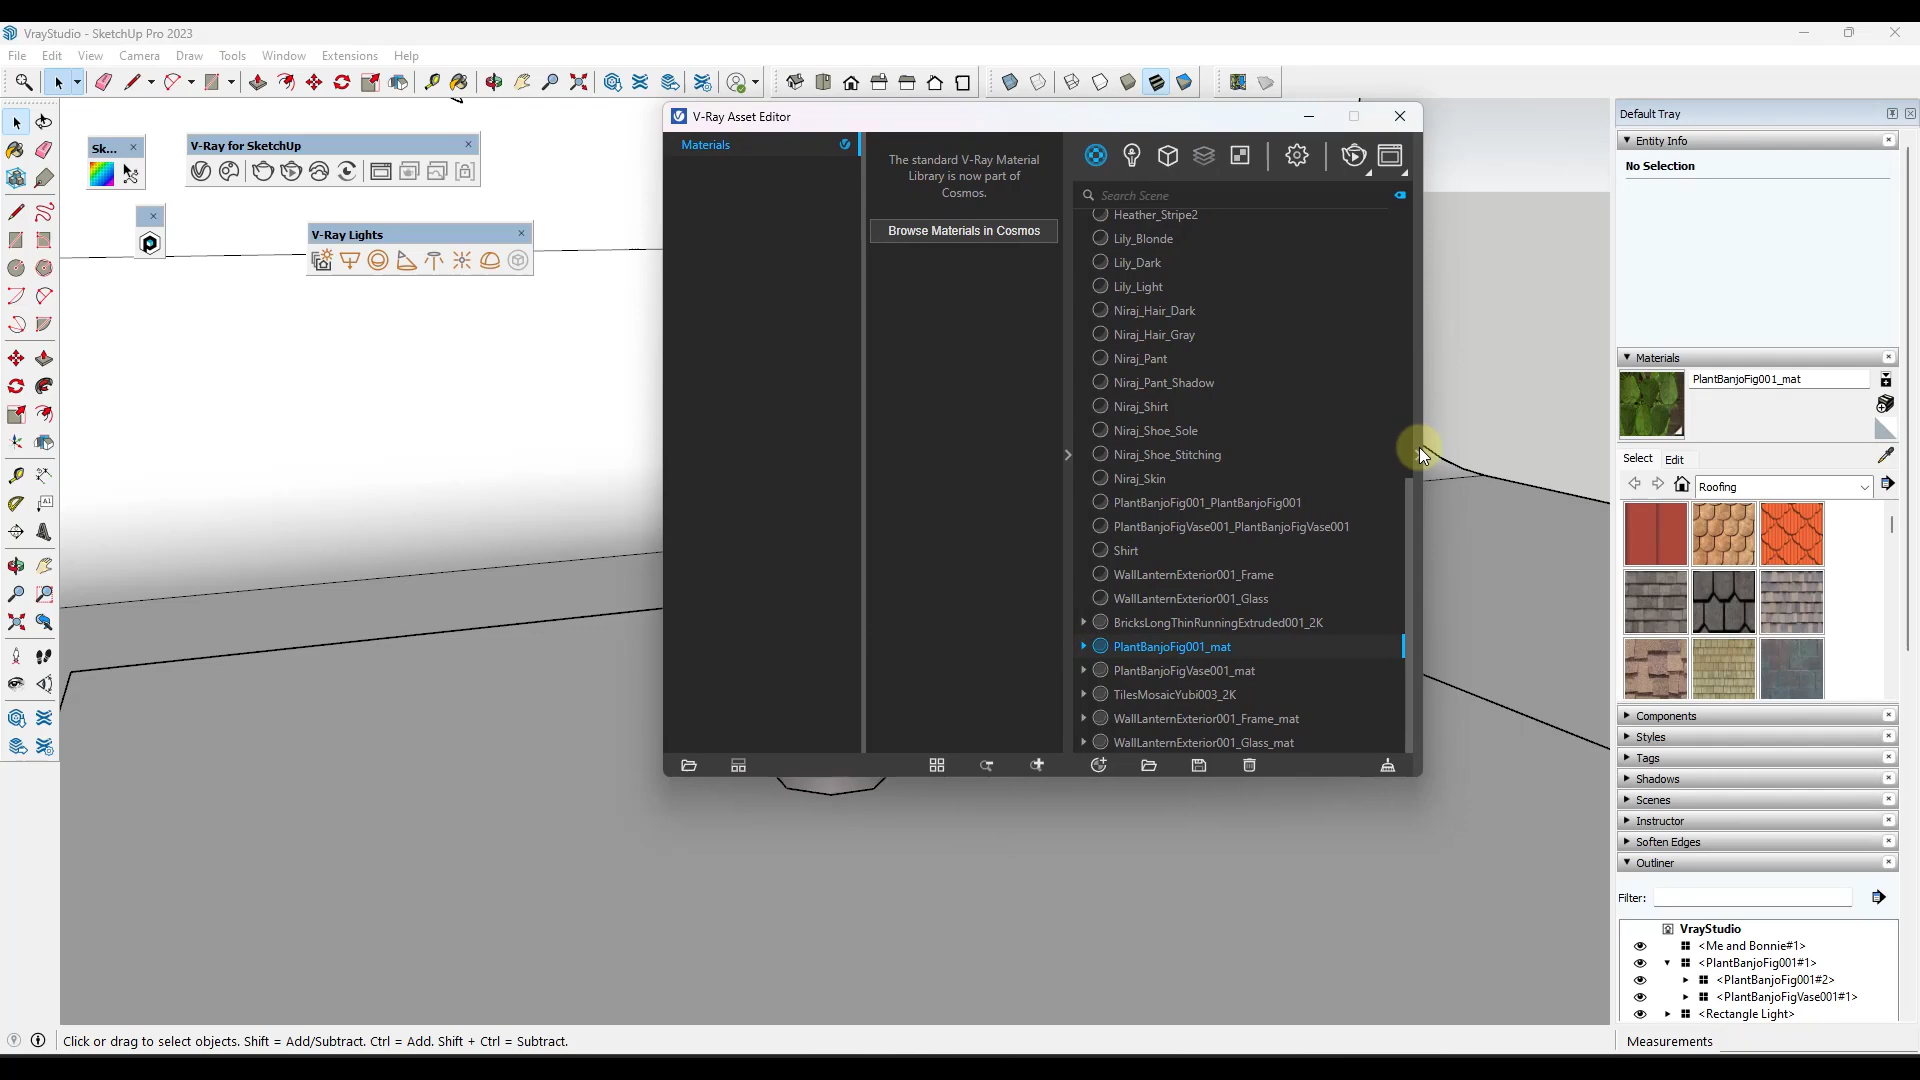 VrayStudio - SketchUp Pro 2023
File Edit View Camera Draw Tools Window Extensions Help
Sk...
V-Ray for SketchUp
V-Ray Lights
V-Ray Asset Editor
Materials
The standard V-Ray Material
Library is now part of
Cosmos.
Browse Materials in Cosmos
Search Scene
Heather_Stripe2
Lily_Blonde
Lily_Dark
Lily_Light
Niraj_Hair_Dark
Niraj_Hair_Gray
Niraj_Pant
Niraj_Pant_Shadow
Niraj_Shirt
Niraj_Shoe_Sole
Niraj_Shoe_Stitching
Niraj_Skin
PlantBanjoFig001_PlantBanjoFig001
PlantBanjoFigVase001_PlantBanjoFigVase001
Shirt
WallLanternExterior001_Frame
WallLanternExterior001_Glass
BricksLongThinRunningExtruded001_2K
PlantBanjoFig001_mat
PlantBanjoFigVase001_mat
TilesMosaicYubi003_2K
WallLanternExterior001_Frame_mat
WallLanternExterior001_Glass_mat
Default Tray
Entity Info
No Selection
Materials
PlantBanjoFig001_mat
Select Edit
Roofing
Components
Styles
Tags
Shadows
Scenes
Instructor
Soften Edges
Outliner
Filter:
VrayStudio
<Me and Bonnie#1>
<PlantBanjoFig001#1>
<PlantBanjoFig001#2>
<PlantBanjoFigVase001#1>
<Rectangle Light>
Click or drag to select objects. Shift = Add/Subtract. Ctrl = Add. Shift + Ctrl = Subtract.
Measurements